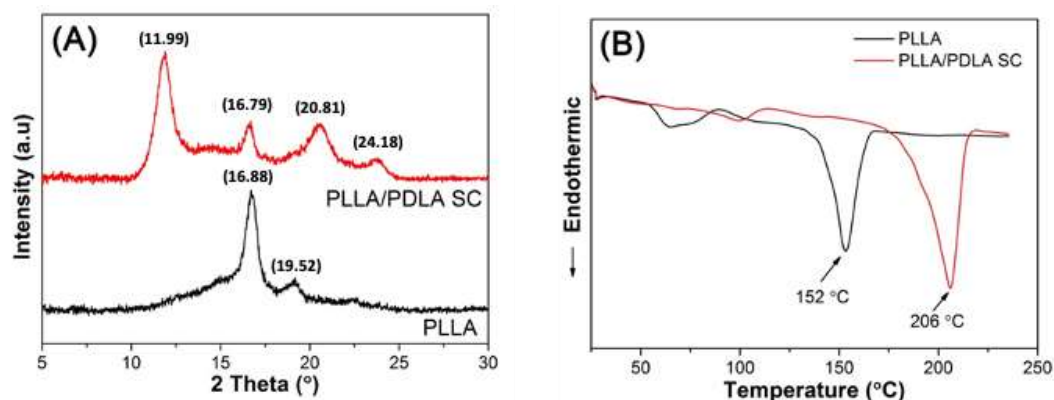 (A)
(11.99)
(16.79)
(20.81)
(24.18)
PLLA/PDLA SC
(16.88)
(19.52)
PLLA
Intensity (a.u)
5 10 15 20 25 30
2 Theta (°)
(B)
PLLA
PLLA/PDLA SC
← Endothermic
152 °C
206 °C
50 100 150 200 250
Temperature (°C)